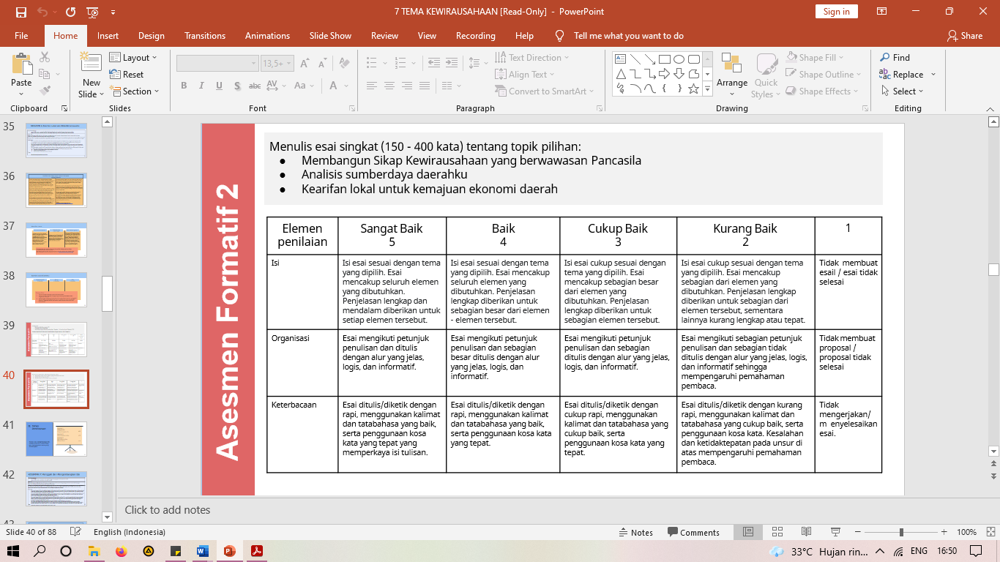 7 TEMA KEWIRAUSAHAAN [Read-Only] - PowerPoint
Sign in
File
Home
Insert
Design
Transitions
Animations
Slide Show
Review
View
Recording
Help
Tell me what you want to do
Share
Paste
Clipboard
New
Slide
Layout
Reset
Section
Slides
13,5+
Font
Text Direction
Align Text
Convert to SmartArt
Paragraph
Arrange
Quick
Styles
Shape Fill
Shape Outline
Shape Effects
Drawing
Find
Replace
Select
Editing
35
36
37
38
39
40
41
42
Asesmen Formatif 2
Menulis esai singkat (150 - 400 kata) tentang topik pilihan:
● Membangun Sikap Kewirausahaan yang berwawasan Pancasila
● Analisis sumberdaya daerahku
● Kearifan lokal untuk kemajuan ekonomi daerah
Elemen
penilaian
Sangat Baik
5
Baik
4
Cukup Baik
3
Kurang Baik
2
1
Isi
Isi esai sesuai dengan tema
yang dipilih. Esai
mencakup seluruh elemen
yang dibutuhkan.
Penjelasan lengkap dan
mendalam diberikan untuk
setiap elemen tersebut.
Isi esai sesuai dengan tema
yang dipilih. Esai mencakup
seluruh elemen yang
dibutuhkan. Penjelasan
lengkap diberikan untuk
sebagian besar dari elemen
- elemen tersebut.
Isi esai cukup sesuai dengan
tema yang dipilih. Esai
mencakup sebagian besar
dari elemen yang
dibutuhkan. Penjelasan
lengkap diberikan untuk
sebagian elemen tersebut.
Isi esai cukup sesuai dengan tema
yang dipilih. Esai mencakup
sebagian dari elemen yang
dibutuhkan. Penjelasan lengkap
diberikan untuk sebagian dari
elemen tersebut, sementara
lainnya kurang lengkap atau tepat.
Tidak membuat
esail / esai tidak
selesai
Organisasi
Esai mengikuti petunjuk
penulisan dan ditulis
dengan alur yang jelas,
logis, dan informatif.
Esai mengikuti petunjuk
penulisan dan sebagian
besar ditulis dengan alur
yang jelas, logis, dan
informatif.
Esai mengikuti petunjuk
penulisan dan sebagian
ditulis dengan alur yang jelas,
logis, dan informatif.
Esai mengikuti sebagian petunjuk
penulisan dan sebagian tidak
ditulis dengan alur yang jelas, logis,
dan informatif sehingga
mempengaruhi pemahaman
pembaca.
Tidak membuat
proposal /
proposal tidak
selesai
Keterbacaan
Esai ditulis/diketik dengan
rapi, menggunakan kalimat
dan tatabahasa yang baik,
serta penggunaan kosa
kata yang tepat yang
memperkaya isi tulisan.
Esai ditulis/diketik dengan
rapi, menggunakan kalimat
dan tatabahasa yang baik,
serta penggunaan kosa kata
yang tepat.
Esai ditulis/diketik dengan
cukup rapi, menggunakan
kalimat dan tatabahasa yang
cukup baik, serta
penggunaan kosa kata yang
tepat.
Esai ditulis/diketik dengan kurang
rapi, menggunakan kalimat dan
tatabahasa yang cukup baik, serta
penggunaan kosa kata. Kesalahan
dan ketidaktepatan pada unsur di
atas mempengaruhi pemahaman
pembaca.
Tidak
mengerjakan/
m enyelesaikan
esai.
Click to add notes
Slide 40 of 88
English (Indonesia)
Notes
Comments
100%
33°C Hujan rin...
ENG
16:50